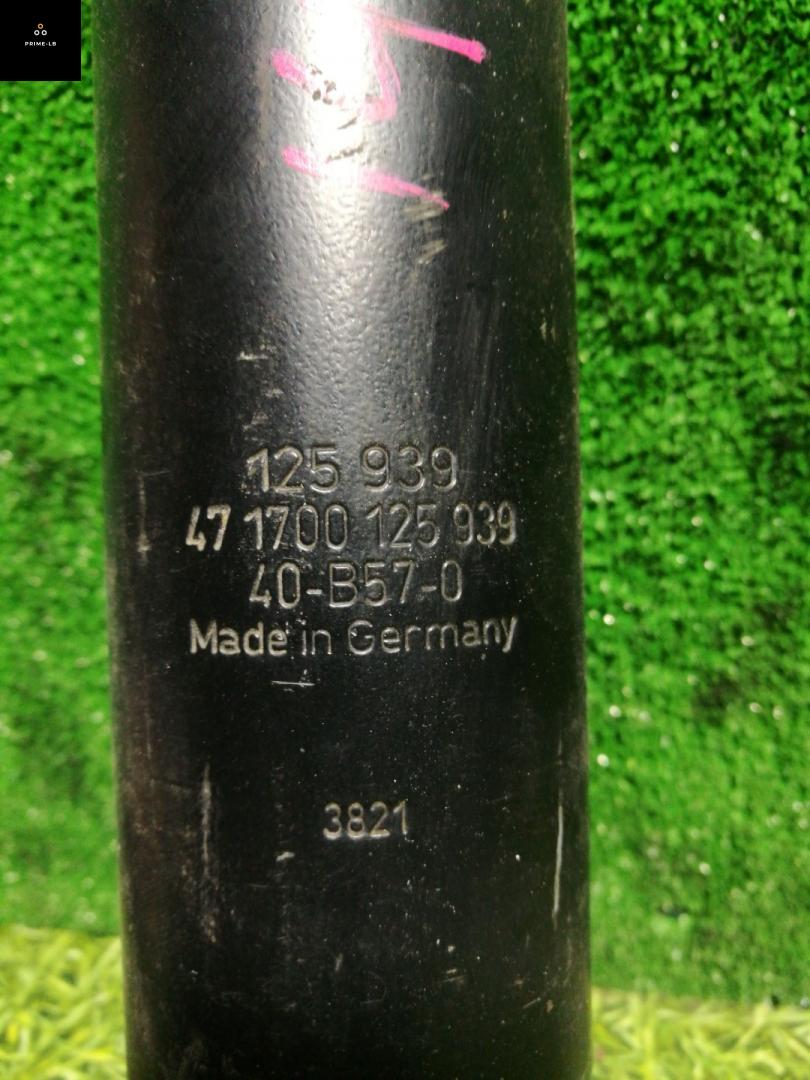 PRIME-LB
125 939
47 1700 125 939
40-B57-0
Made in Germany
3821